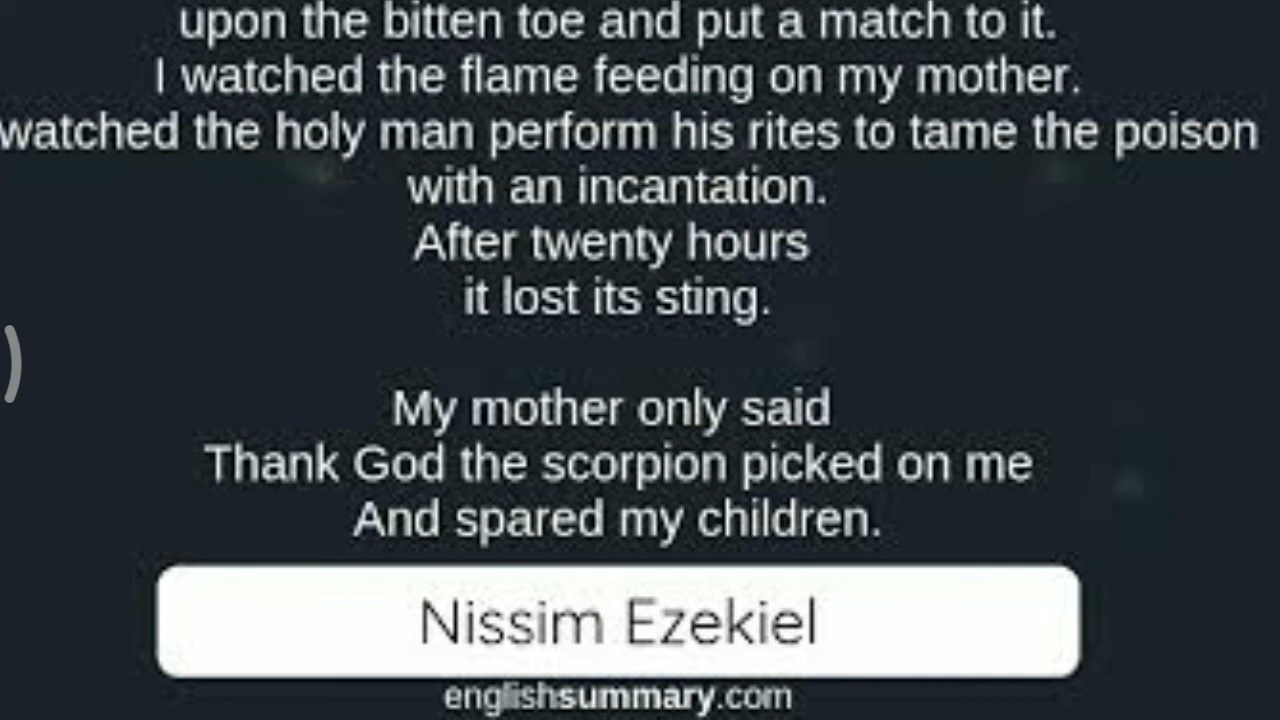 upon the bitten toe and put a match to it.
I watched the flame feeding on my mother.
watched the holy man perform his rites to tame the poison
with an incantation.
After twenty hours
it lost its sting.
My mother only said
Thank God the scorpion picked on me
And spared my children.
Nissim Ezekiel
englishsummary.com